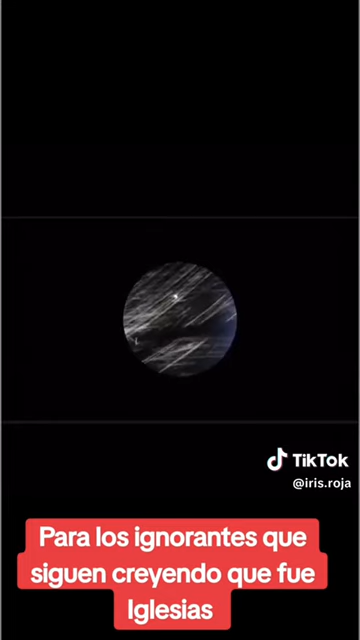 TikTok
@iris.roja
Para los ignorantes que
siguen creyendo que fue
Iglesias